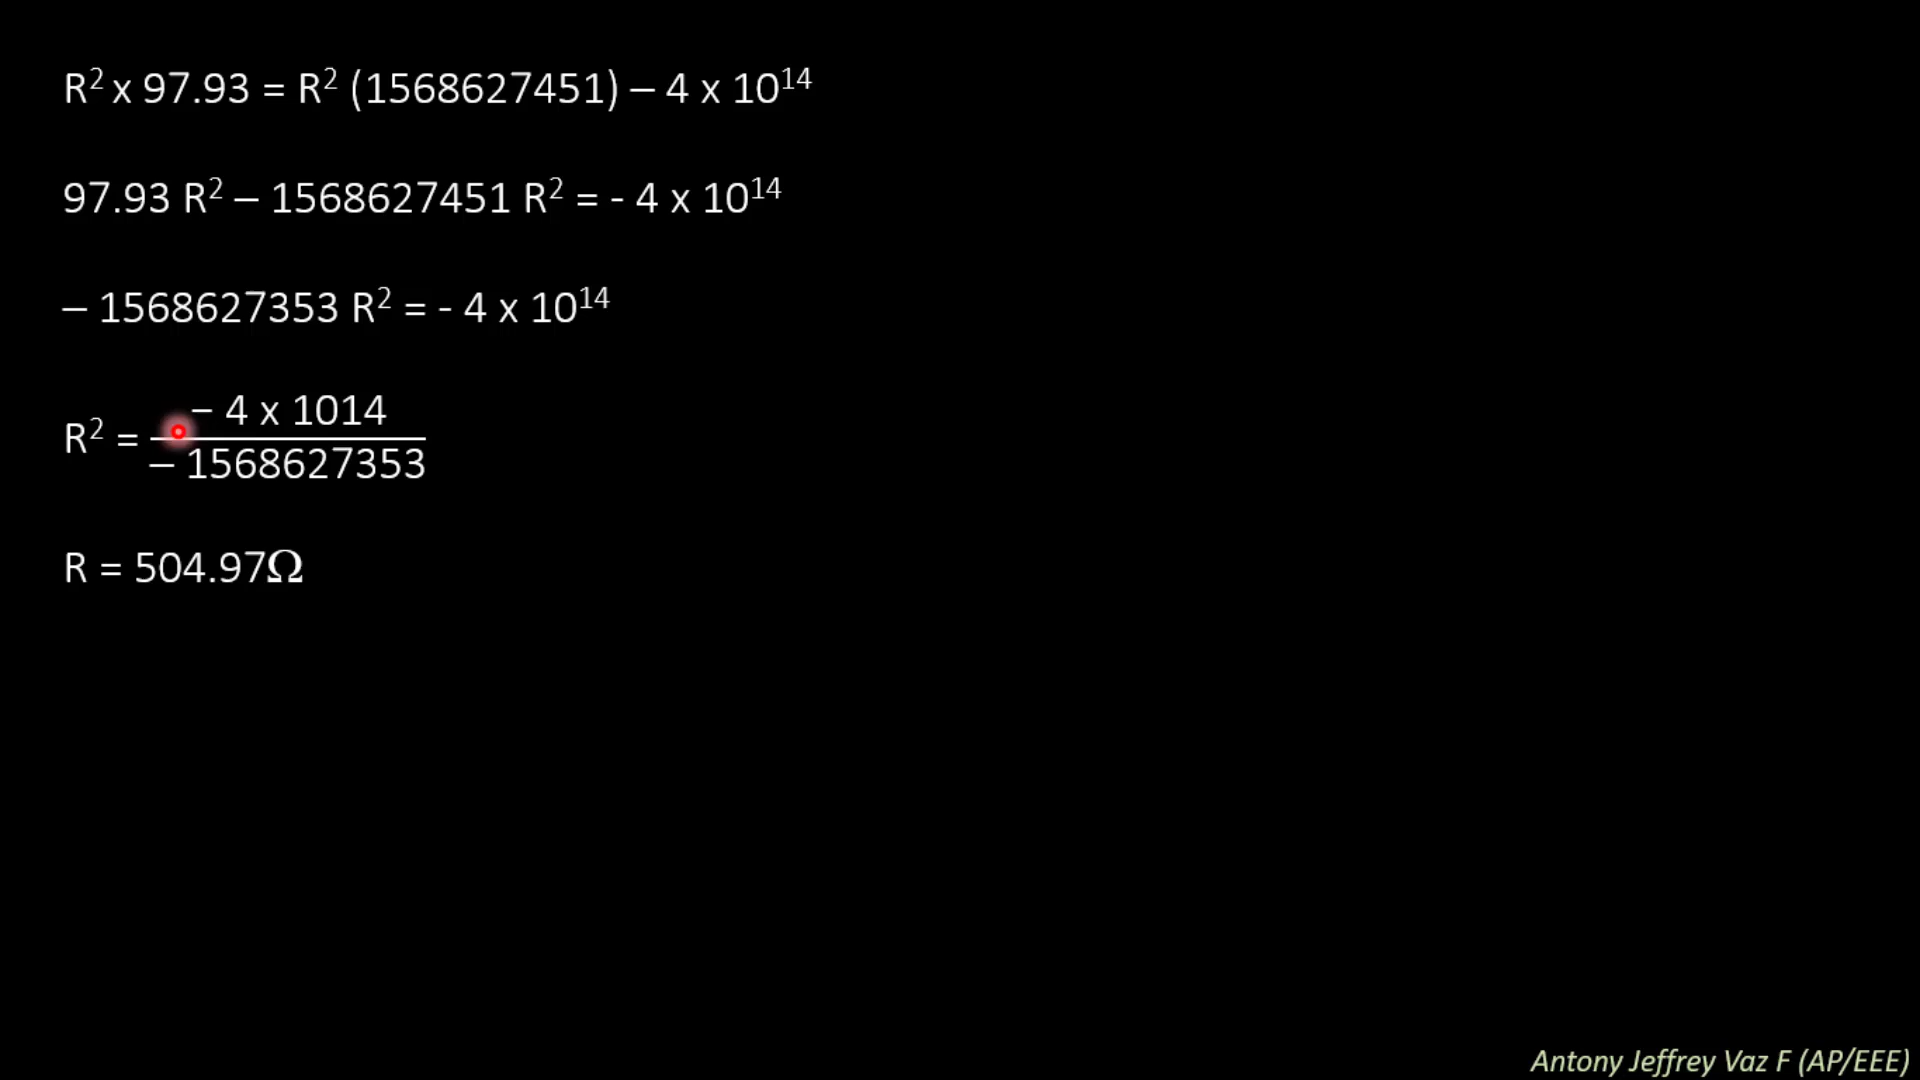 R² x 97.93 = R² (1568627451) – 4 x 10¹⁴
97.93 R² – 1568627451 R² = - 4 x 10¹⁴
– 1568627353 R² = - 4 x 10¹⁴
– 4 x 1014
R² =
– 1568627353
R = 504.97Ω
Antony Jeffrey Vaz F (AP/EEE)